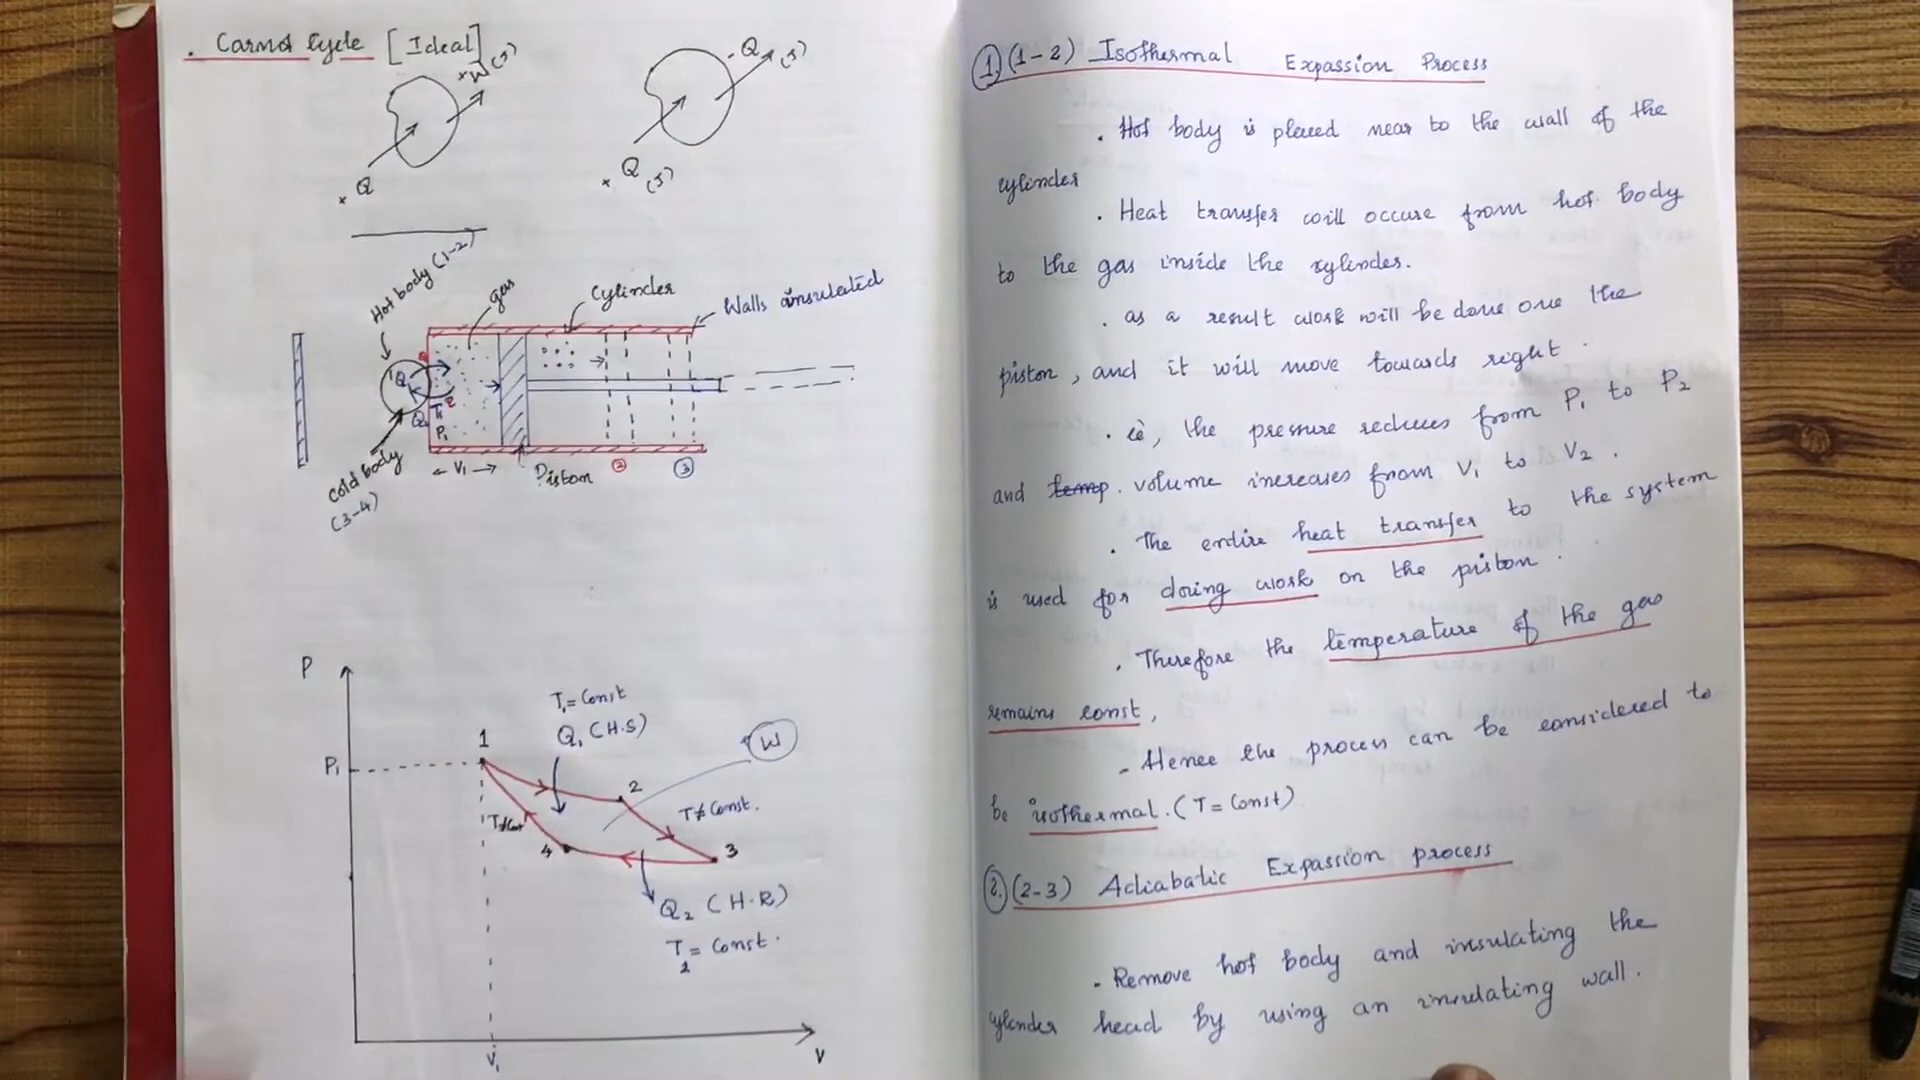 . Carnot Cycle [Ideal]
+W (J)
+ Q
- Q (J)
+ Q (J)
Hot body (1-2)
gas
Cylinder
Walls insulated
Q
T1
P1
← V1 →
Piston
2
3
Cold body
(3-4)
P
T1 = Const
Q1 (H.S)
W
1
P1
2
T≠Const.
T≠Cont
4
3
Q2 (H.R)
T2 = Const.
V1
V
1) (1-2) Isothermal Expassion Process
. Hot body is placed near to the wall of the
cylinder
. Heat transfer will occure from hot body
to the gas inside the cylinder.
. as a result work will be done one the
piston, and it will move towards right.
. ie, the pressure reduces from P1 to P2
and temp. volume increases from V1 to V2.
. The entire heat transfer to the system
is used for doing work on the piston.
. Therefore the temperature of the gas
remains const,
- Hence the process can be considered to
be isothermal. (T = Const)
2. (2-3) Adiabatic Expassion process
- Remove hot body and insulating the
cylinder head by using an insulating wall.